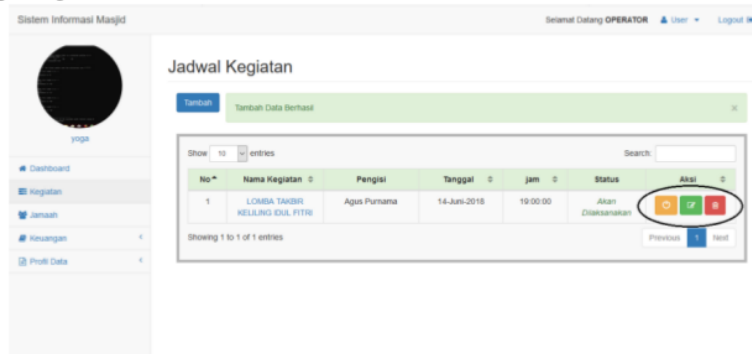 Sistem Informasi Masjid
Selamat Datang OPERATOR User Logout
yoga
Dashboard
Kegiatan
Jamaah
Keuangan
Profil Data
Jadwal Kegiatan
Tambah
Tambah Data Berhasil ×
Show 10 entries Search:
No Nama Kegiatan Pengisi Tanggal jam Status Aksi
1 LOMBA TAKBIR KELILING IDUL FITRI Agus Purnama 14-Juni-2018 19:00:00 Akan Dilaksanakan
Showing 1 to 1 of 1 entries
Previous 1 Next